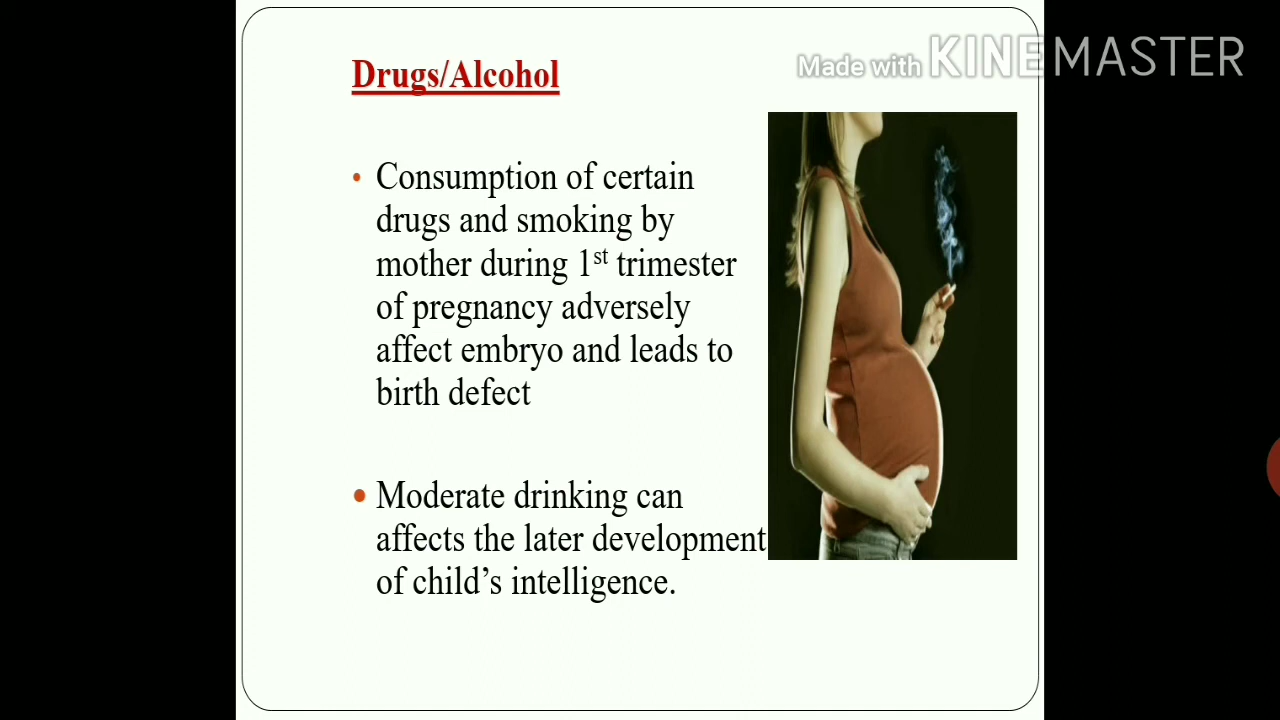 Drugs/Alcohol
Made with KINEMASTER
• Consumption of certain
drugs and smoking by
mother during 1st trimester
of pregnancy adversely
affect embryo and leads to
birth defect
• Moderate drinking can
affects the later development
of child’s intelligence.